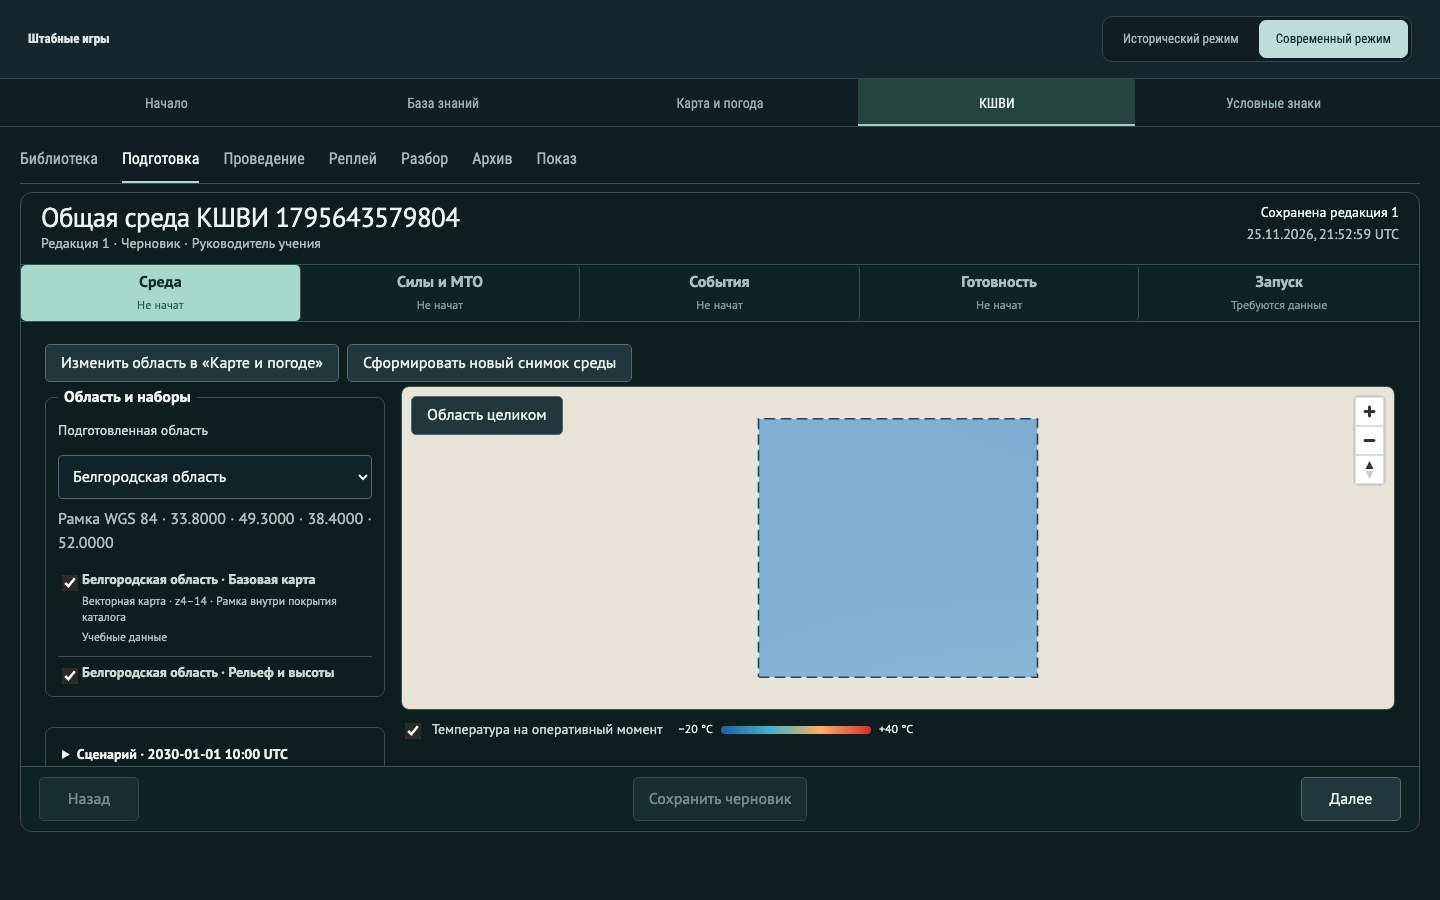 Штабные игры
Исторический режим
Современный режим
Начало
База знаний
Карта и погода
КШВИ
Условные знаки
Библиотека
Подготовка
Проведение
Реплей
Разбор
Архив
Показ
Общая среда КШВИ 1795643579804
Редакция 1 · Черновик · Руководитель учения
Сохранена редакция 1
25.11.2026, 21:52:59 UTC
Среда
Не начат
Силы и МТО
Не начат
События
Не начат
Готовность
Не начат
Запуск
Требуются данные
Изменить область в «Карте и погоде»
Сформировать новый снимок среды
Область и наборы
Подготовленная область
Белгородская область
Рамка WGS 84 · 33.8000 · 49.3000 · 38.4000 ·
52.0000
Белгородская область · Базовая карта
Векторная карта · z4–14 · Рамка внутри покрытия
каталога
Учебные данные
Белгородская область · Рельеф и высоты
Сценарий · 2030-01-01 10:00 UTC
Область целиком
Температура на оперативный момент
−20 °C
+40 °C
Назад
Сохранить черновик
Далее